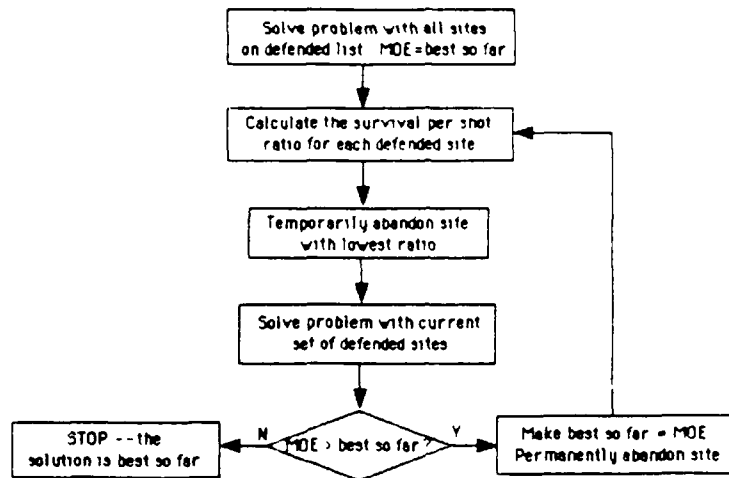 Solve problem with all sites
on defended list MOE=best so far
Calculate the survival per shot
ratio for each defended site
Temporarily abandon site
with lowest ratio
Solve problem with current
set of defended sites
N
MOE > best so far?
Y
STOP -- the
solution is best so far
Make best so far = MOE
Permanently abandon site